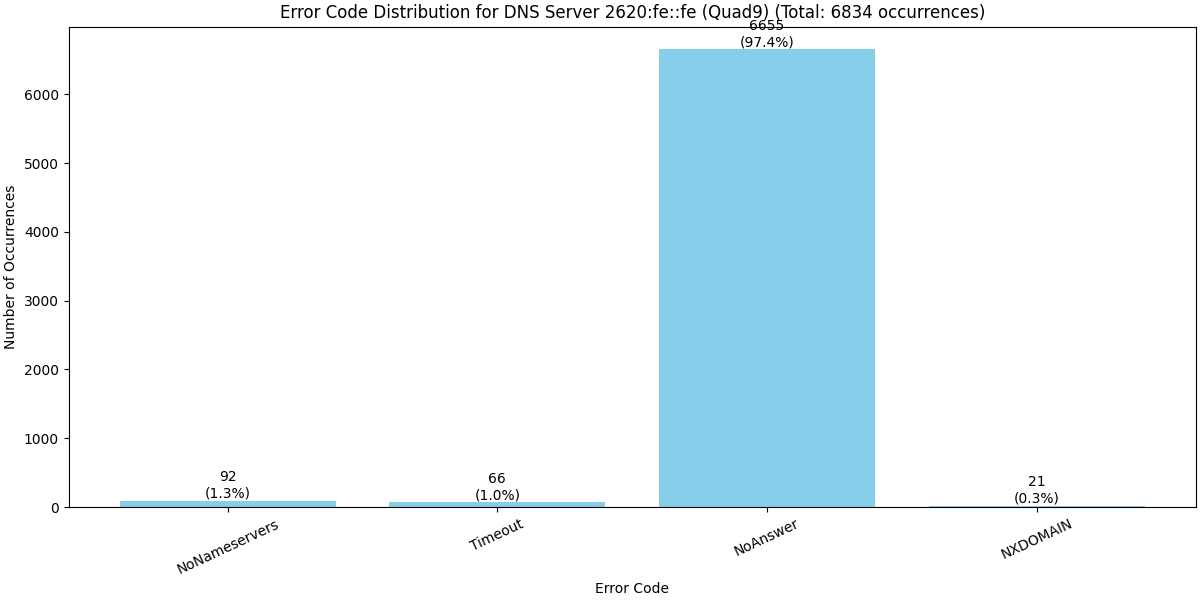 Error Code Distribution for DNS Server 2620:fe::fe (Quad9) (Total: 6834 occurrences)
6655
(97.4%)
6000
5000
4000
3000
2000
1000
0
Number of Occurrences
92
(1.3%)
66
(1.0%)
21
(0.3%)
NoNameservers
Timeout
NoAnswer
NXDOMAIN
Error Code